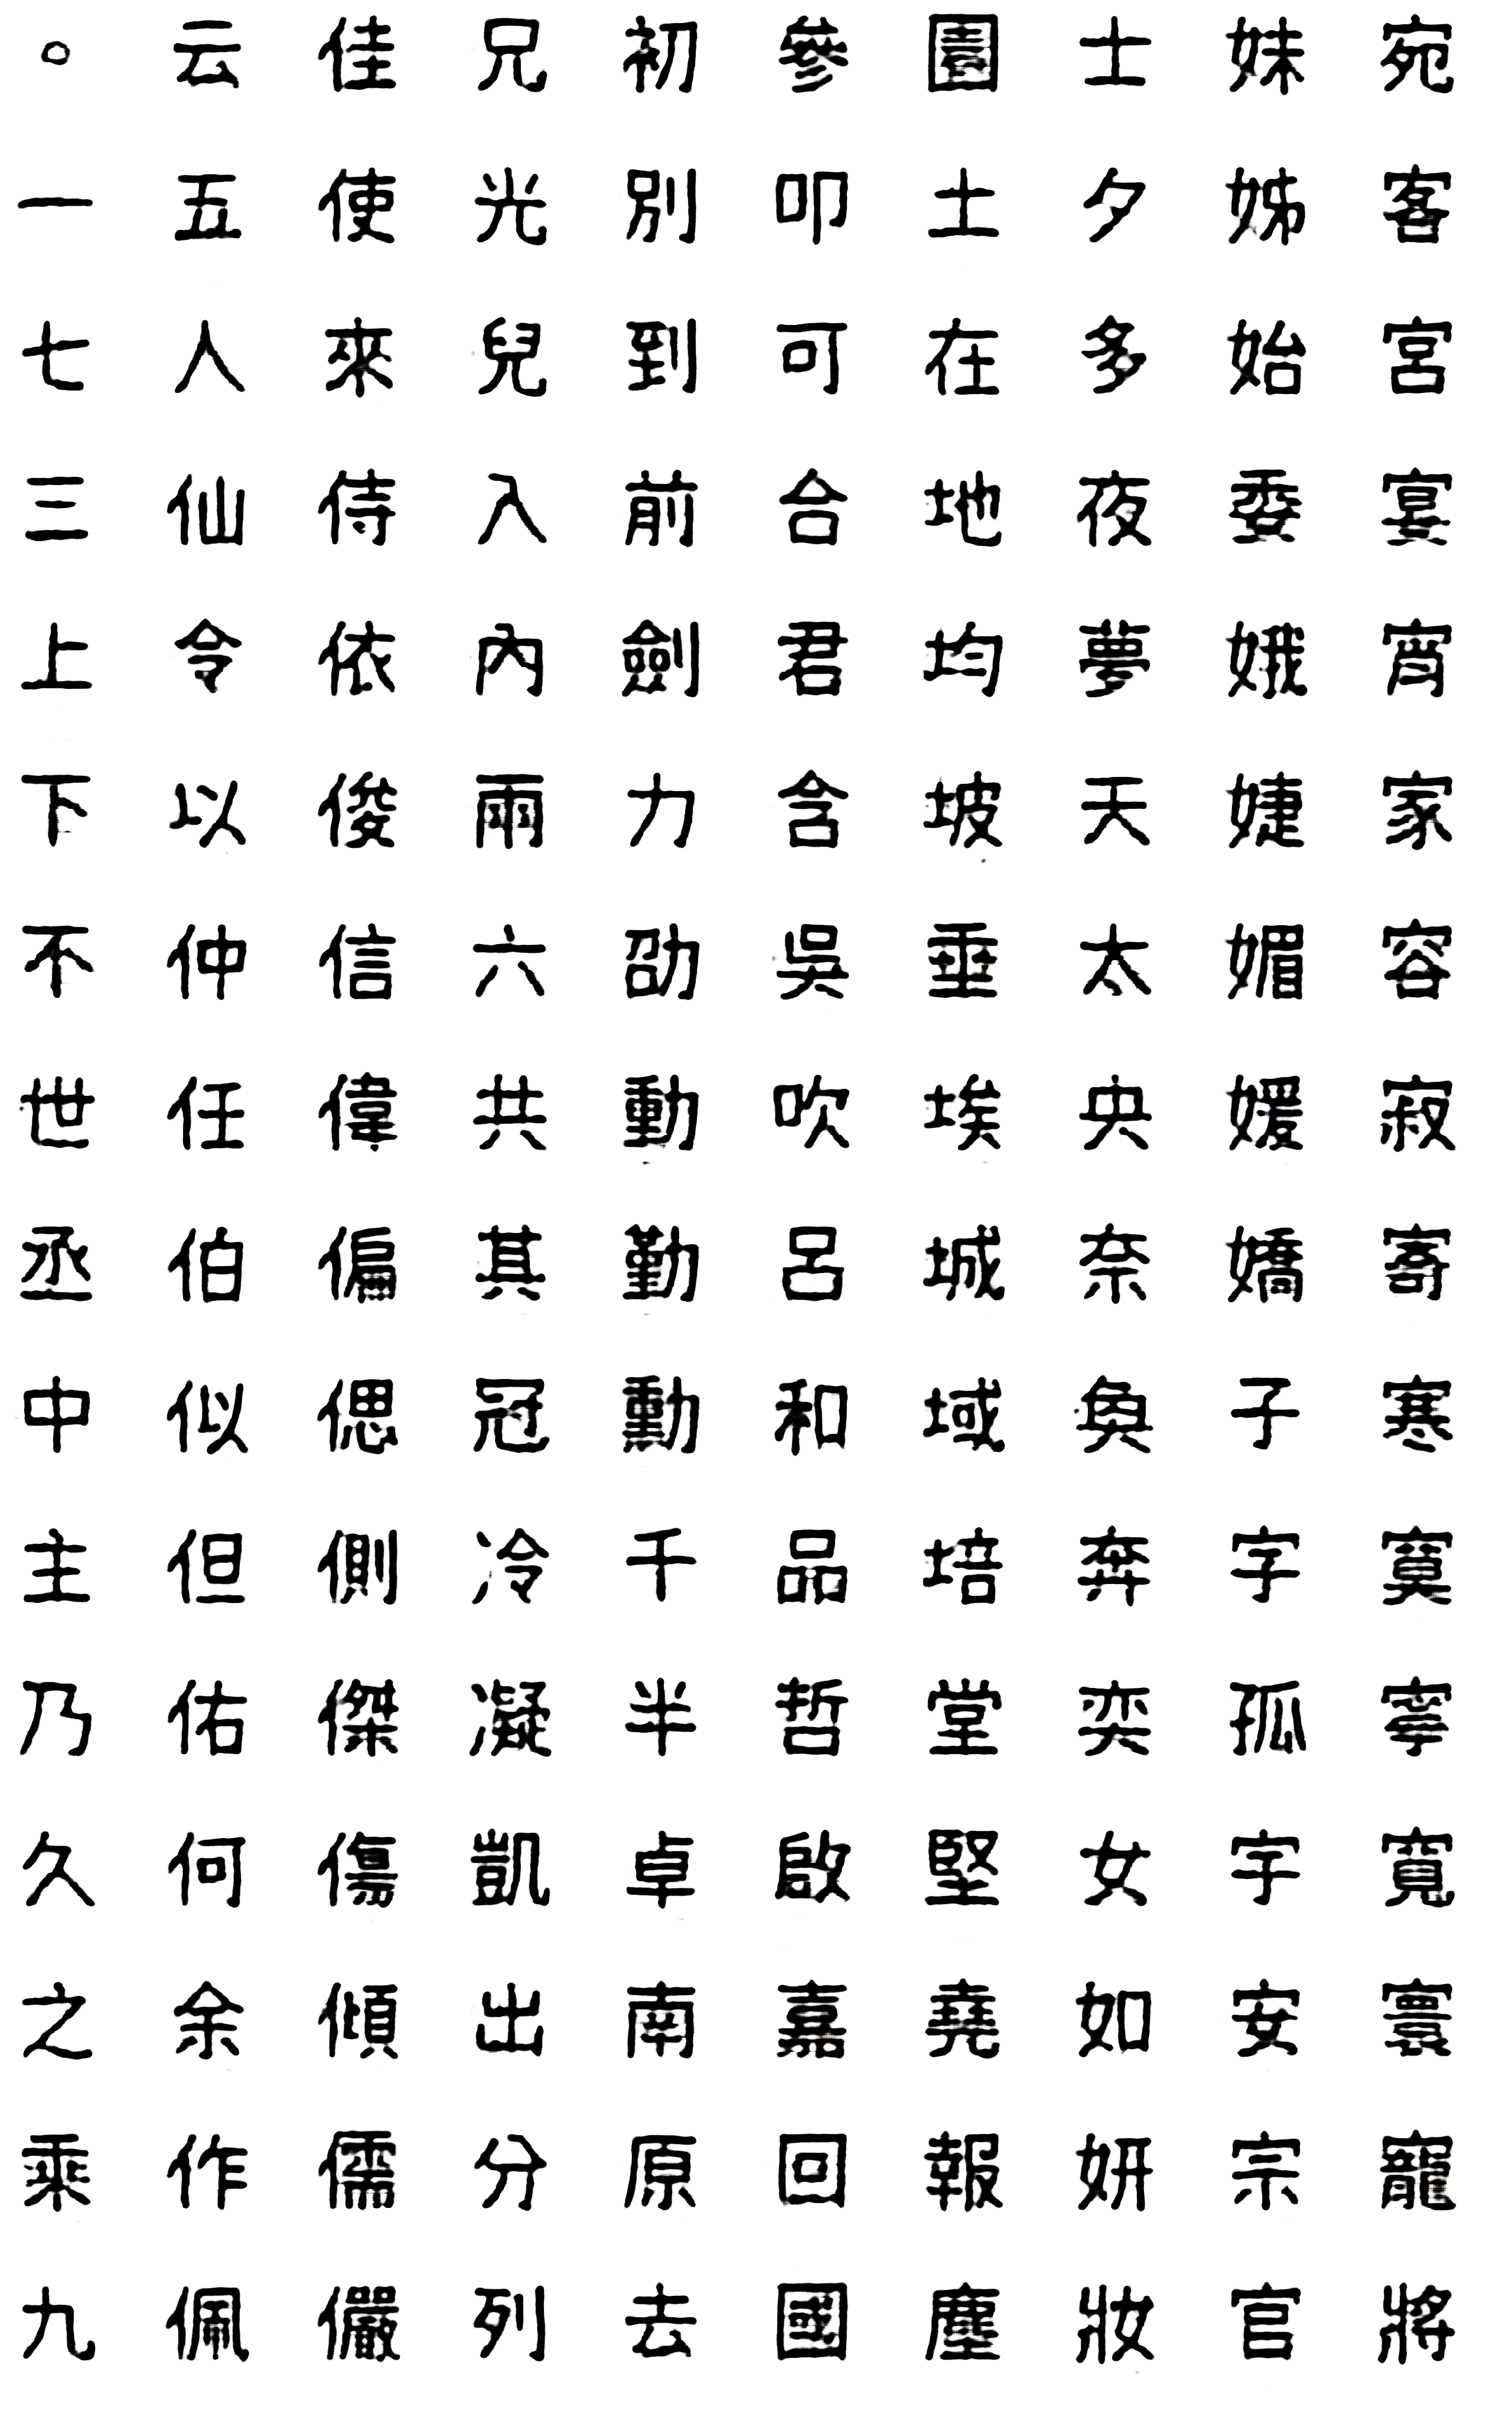 。云佳兄初參園士妹宛
一五使光別叩土夕姊客
七人來兒到可在多始宮
三仙侍入前台地夜委宴
上令依內劍君均夢娥宵
下以俊兩力含坡天婕家
不仲信六劭吳垂太媚容
世任偉共動吹埃央媛寂
丞伯偏其勤呂城奈嬌寄
中似偲冠勳和域奐子寒
主但側冷千品培奔字寞
乃佑傑凝半哲堂奕孤寧
久何傷凱卓啟堅女宇寬
之余傾出南嘉堯如安寰
乘作儒分原回報妍宗寵
九佩儼列去國塵妝官將